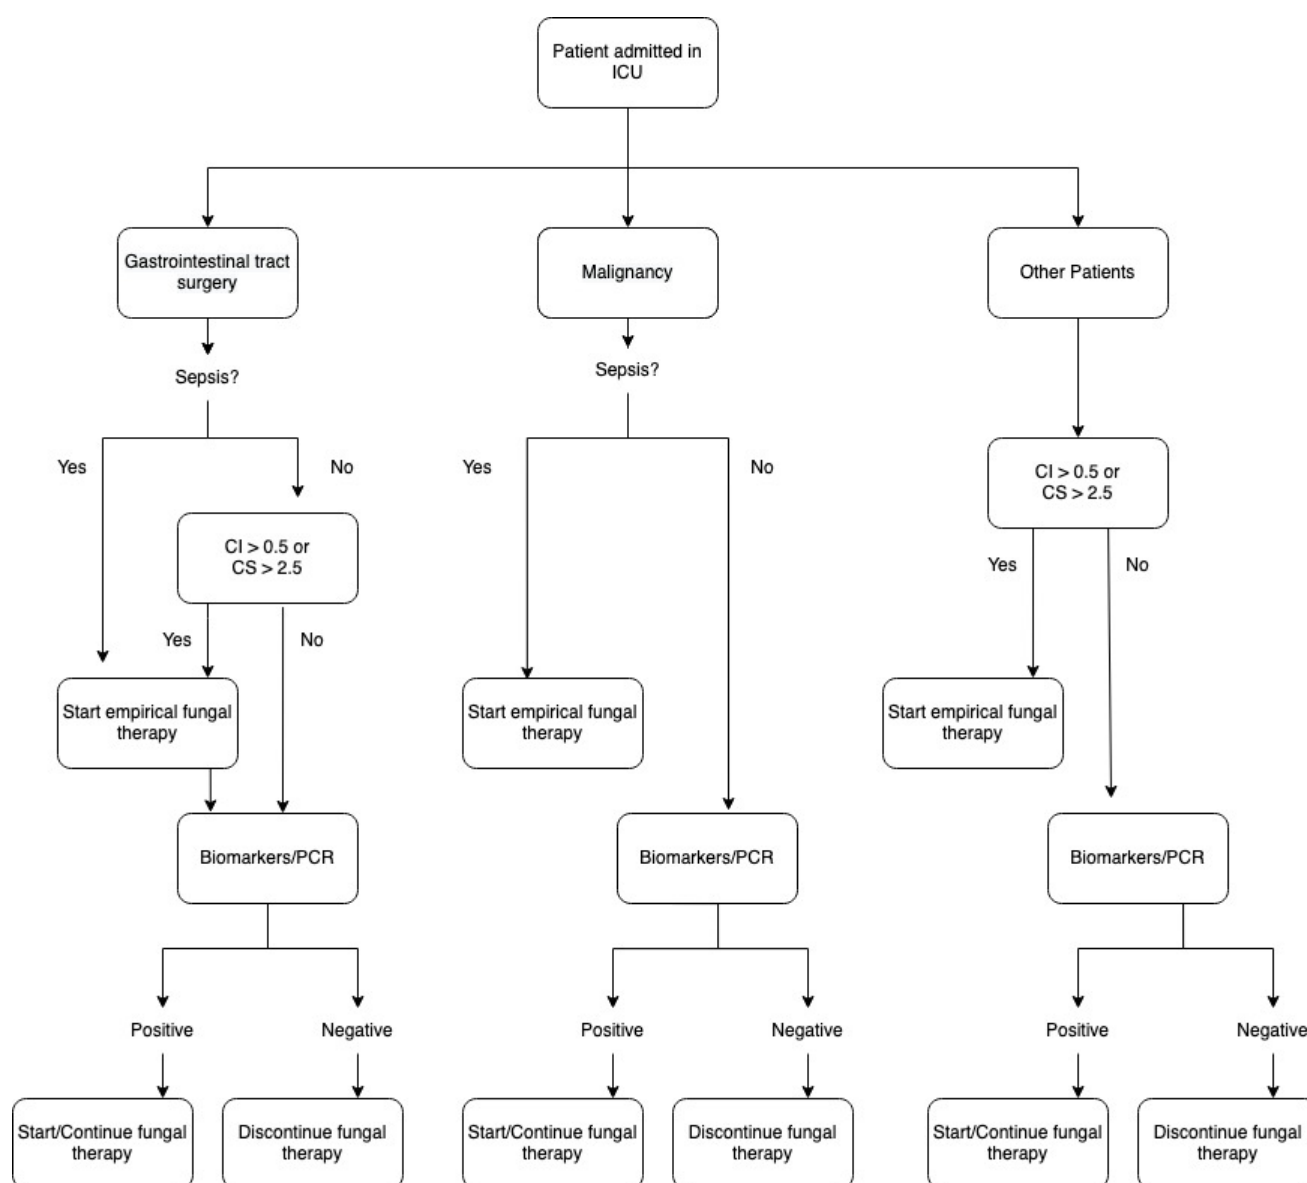 Patient admitted in
ICU
Gastrointestinal tract
surgery
Malignancy
Other Patients
Sepsis?
Sepsis?
Yes
No
Yes
No
CI > 0.5 or
CS > 2.5
CI > 0.5 or
CS > 2.5
Yes
No
Yes
No
Start empirical fungal
therapy
Start empirical fungal
therapy
Start empirical fungal
therapy
Biomarkers/PCR
Biomarkers/PCR
Biomarkers/PCR
Positive
Negative
Positive
Negative
Positive
Negative
Start/Continue fungal
therapy
Discontinue fungal
therapy
Start/Continue fungal
therapy
Discontinue fungal
therapy
Start/Continue fungal
therapy
Discontinue fungal
therapy